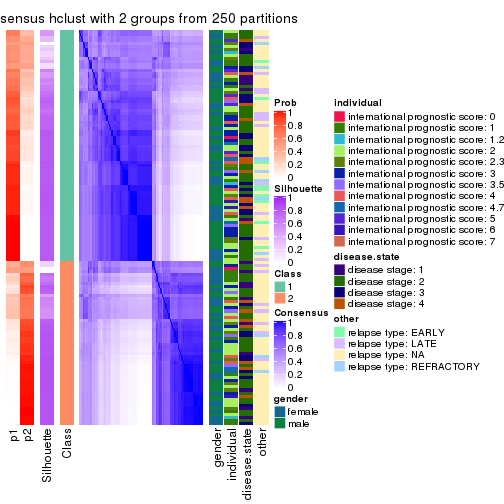 sensus hclust with 2 groups from 250 partitions
p1
p2
Silhouette
Class
gender
individual
disease.state
other
Prob
1
0.8
0.6
0.4
0.2
0
Silhouette
1
0.8
0.6
0.4
0.2
0
Class
1
2
Consensus
1
0.8
0.6
0.4
0.2
0
gender
female
male
individual
international prognostic score: 0
international prognostic score: 1
international prognostic score: 1.2
international prognostic score: 2
international prognostic score: 2.3
international prognostic score: 3
international prognostic score: 3.5
international prognostic score: 4
international prognostic score: 4.7
international prognostic score: 5
international prognostic score: 6
international prognostic score: 7
disease.state
disease stage: 1
disease stage: 2
disease stage: 3
disease stage: 4
other
relapse type: EARLY
relapse type: LATE
relapse type: NA
relapse type: REFRACTORY